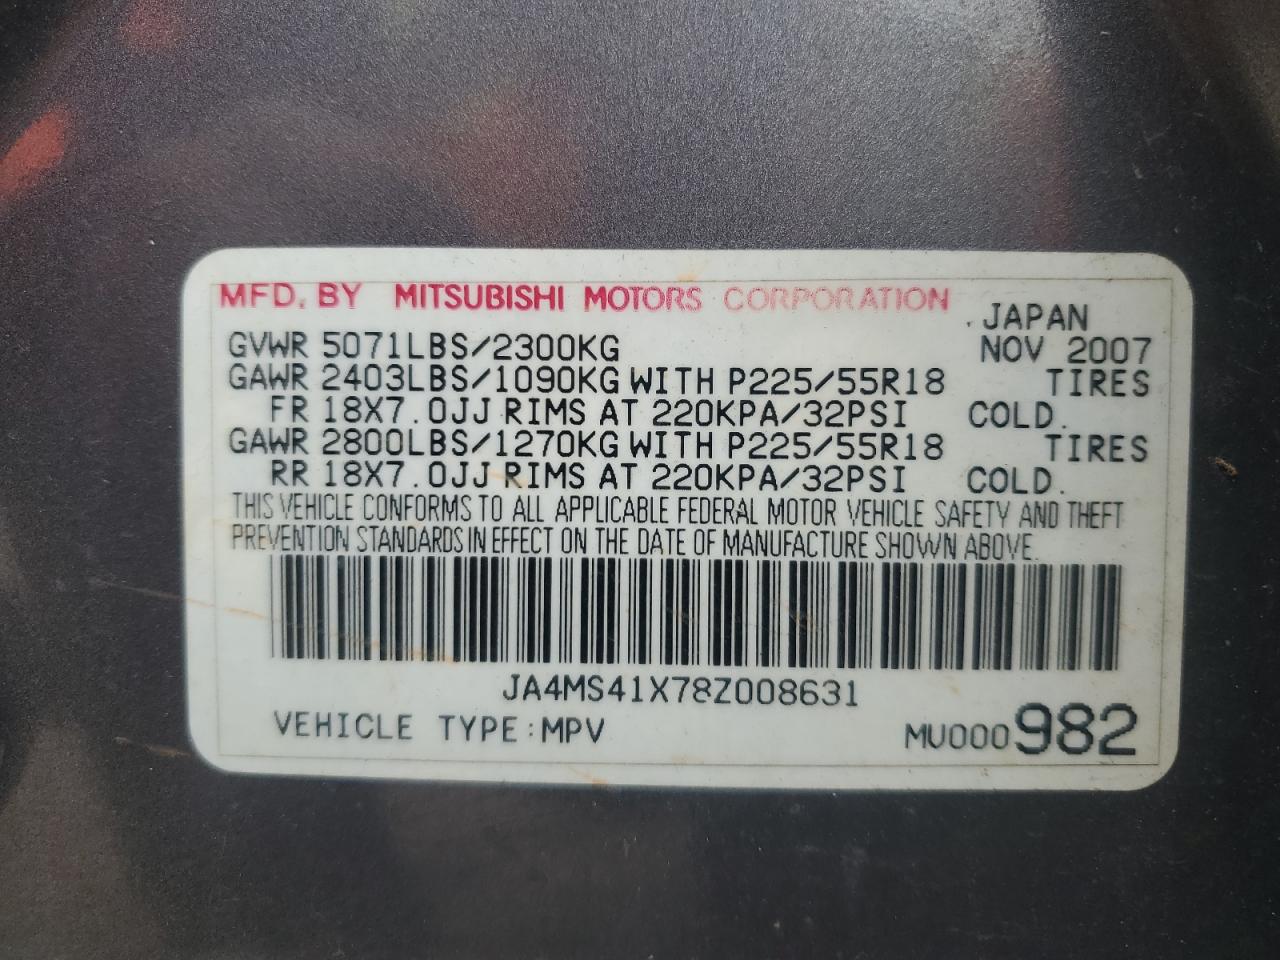 MFD. BY MITSUBISHI MOTORS CORPORATION
JAPAN
GVWR 5071LBS/2300KG NOV 2007
GAWR 2403LBS/1090KG WITH P225/55R18 TIRES
FR 18X7.0JJ RIMS AT 220KPA/32PSI COLD.
GAWR 2800LBS/1270KG WITH P225/55R18 TIRES
RR 18X7.0JJ RIMS AT 220KPA/32PSI COLD.
THIS VEHICLE CONFORMS TO ALL APPLICABLE FEDERAL MOTOR VEHICLE SAFETY AND THEFT
PREVENTION STANDARDS IN EFFECT ON THE DATE OF MANUFACTURE SHOWN ABOVE.
JA4MS41X78Z008631
VEHICLE TYPE:MPV MU000982